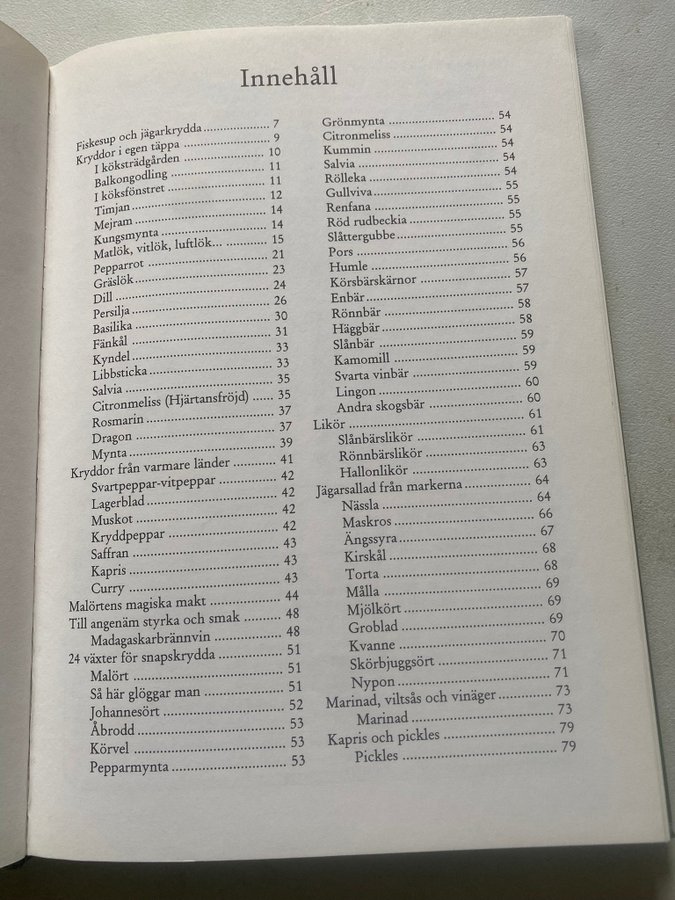 Innehåll
Fiskesup och jägarkrydda 7
Kryddor i egen täppa 9
I köksträdgården 10
Balkongodling 11
I köksfönstret 11
Timjan 12
Mejram 14
Kungsmynta 14
Matlök, vitlök, luftlök... 15
Pepparrot 21
Gräslök 23
Dill 24
Persilja 26
Basilika 30
Fänkål 31
Kyndel 33
Libbsticka 33
Salvia 35
Citronmeliss (Hjärtansfröjd) 35
Rosmarin 37
Dragon 37
Mynta 39
Kryddor från varmare länder 41
Svartpeppar-vitpeppar 42
Lagerblad 42
Muskot 42
Kryddpeppar 42
Saffran 43
Kapris 43
Curry 43
Malörtens magiska makt 44
Till angenäm styrka och smak 48
Madagaskarbrännvin 48
24 växter för snapskrydda 51
Malört 51
Så här glöggar man 51
Johannesört 52
Åbrodd 53
Körvel 53
Pepparmynta 53
Grönmynta 54
Citronmeliss 54
Kummin 54
Salvia 54
Rölleka 54
Gullviva 55
Renfana 55
Röd rudbeckia 55
Slåttergubbe 55
Pors 56
Humle 56
Körsbärskärnor 57
Enbär 57
Rönnbär 58
Häggbär 58
Slånbär 59
Kamomill 59
Svarta vinbär 59
Lingon 60
Andra skogsbär 60
Likör 61
Slånbärslikör 61
Rönnbärslikör 63
Hallonlikör 63
Jägarsallad från markerna 64
Nässla 64
Maskros 66
Ängssyra 67
Kirskål 68
Torta 68
Målla 69
Mjölkört 69
Groblad 69
Kvanne 70
Skörbjuggsört 71
Nypon 71
Marinad, viltsås och vinäger 73
Marinad 73
Kapris och pickles 79
Pickles 79